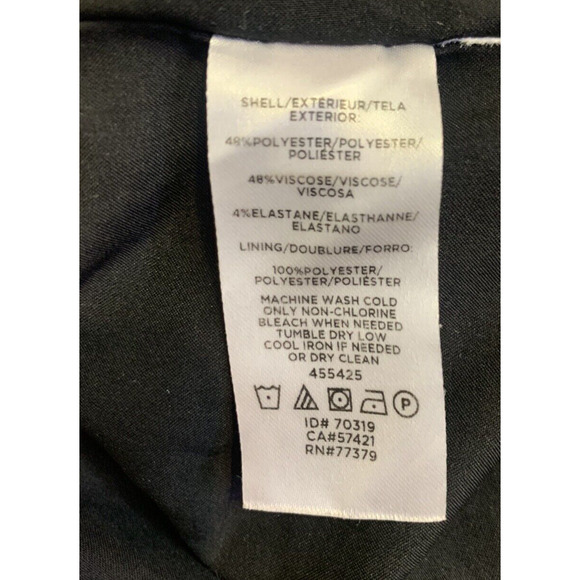 SHELL/EXTÉRIEUR/TELA
EXTERIOR:
48%POLYESTER/POLYESTER/
POLIÉSTER
48%VISCOSE/VISCOSE/
VISCOSA
4%ELASTANE/ELASTHANNE/
ELASTANO
LINING/DOUBLURE/FORRO:
100%POLYESTER/
POLYESTER/POLIÉSTER
MACHINE WASH COLD
ONLY NON-CHLORINE
BLEACH WHEN NEEDED
TUMBLE DRY LOW
COOL IRON IF NEEDED
OR DRY CLEAN
455425
P
ID# 70319
CA#57421
RN#77379